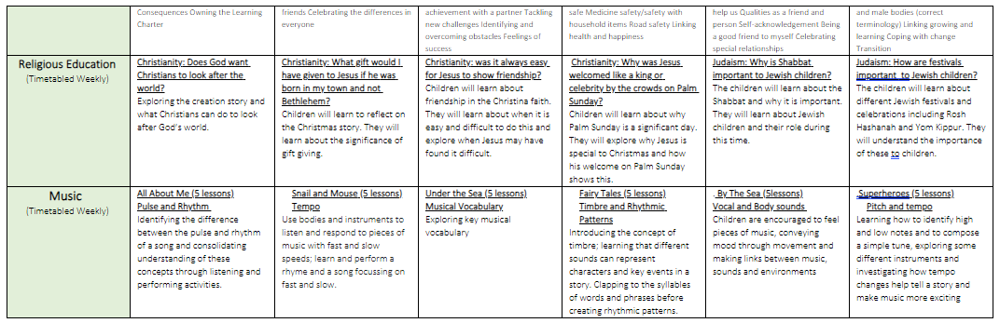 Consequences Owning the Learning
Charter
friends Celebrating the differences in
everyone
achievement with a partner Tackling
new challenges Identifying and
overcoming obstacles Feelings of
success
safe Medicine safety/safety with
household items Road safety Linking
health and happiness
help us Qualities as a friend and
person Self-acknowledgement Being
a good friend to myself Celebrating
special relationships
and male bodies (correct
terminology) Linking growing and
learning Coping with change
Transition
Religious Education
(Timetabled Weekly)
Christianity: Does God want
Christians to look after the
world?
Exploring the creation story and
what Christians can do to look
after God's world.
Christianity: What gift would I
have given to Jesus if he was
born in my town and not
Bethlehem?
Children will learn to reflect on
the Christmas story. They will
learn about the significance of
gift giving.
Christianity: was it always easy
for Jesus to show friendship?
Children will learn about
friendship in the Christina faith.
They will learn about when it is
easy and difficult to do this and
explore when Jesus may have
found it difficult.
Christianity: Why was Jesus
welcomed like a king or
celebrity by the crowds on Palm
Sunday?
Children will learn about why
Palm Sunday is a significant day.
They will explore why Jesus is
special to Christmas and how
his welcome on Palm Sunday
shows this.
Judaism: Why is Shabbat
important to Jewish children?
The children will learn about the
Shabbat and why it is important.
They will learn about Jewish
children and their role during
this time.
Judaism: How are festivals
important to Jewish children?
The children will learn about
different Jewish festivals and
celebrations including Rosh
Hashanah and Yom Kippur. They
will understand the importance
of these to children.
Music
(Timetabled Weekly)
All About Me (5 lessons)
Pulse and Rhythm
Identifying the difference
between the pulse and rhythm
of a song and consolidating
understanding of these
concepts through listening and
performing activities.
Snail and Mouse (5 lessons)
Tempo
Use bodies and instruments to
listen and respond to pieces of
music with fast and slow
speeds; learn and perform a
rhyme and a song focussing on
fast and slow.
Under the Sea (5 lessons)
Musical Vocabulary
Exploring key musical
vocabulary
Fairy Tales (5 lessons)
Timbre and Rhythmic
Patterns
Introducing the concept of
timbre; learning that different
sounds can represent
characters and key events in a
story. Clapping to the syllables
of words and phrases before
creating rhythmic patterns.
. By The Sea (5lessons)
Vocal and Body sounds
Children are encouraged to feel
pieces of music, conveying
mood through movement and
making links between music,
sounds and environments
.Superheroes (5 lessons)
Pitch and tempo
Learning how to identify high
and low notes and to compose
a simple tune, exploring some
different instruments and
investigating how tempo
changes help tell a story and
make music more exciting